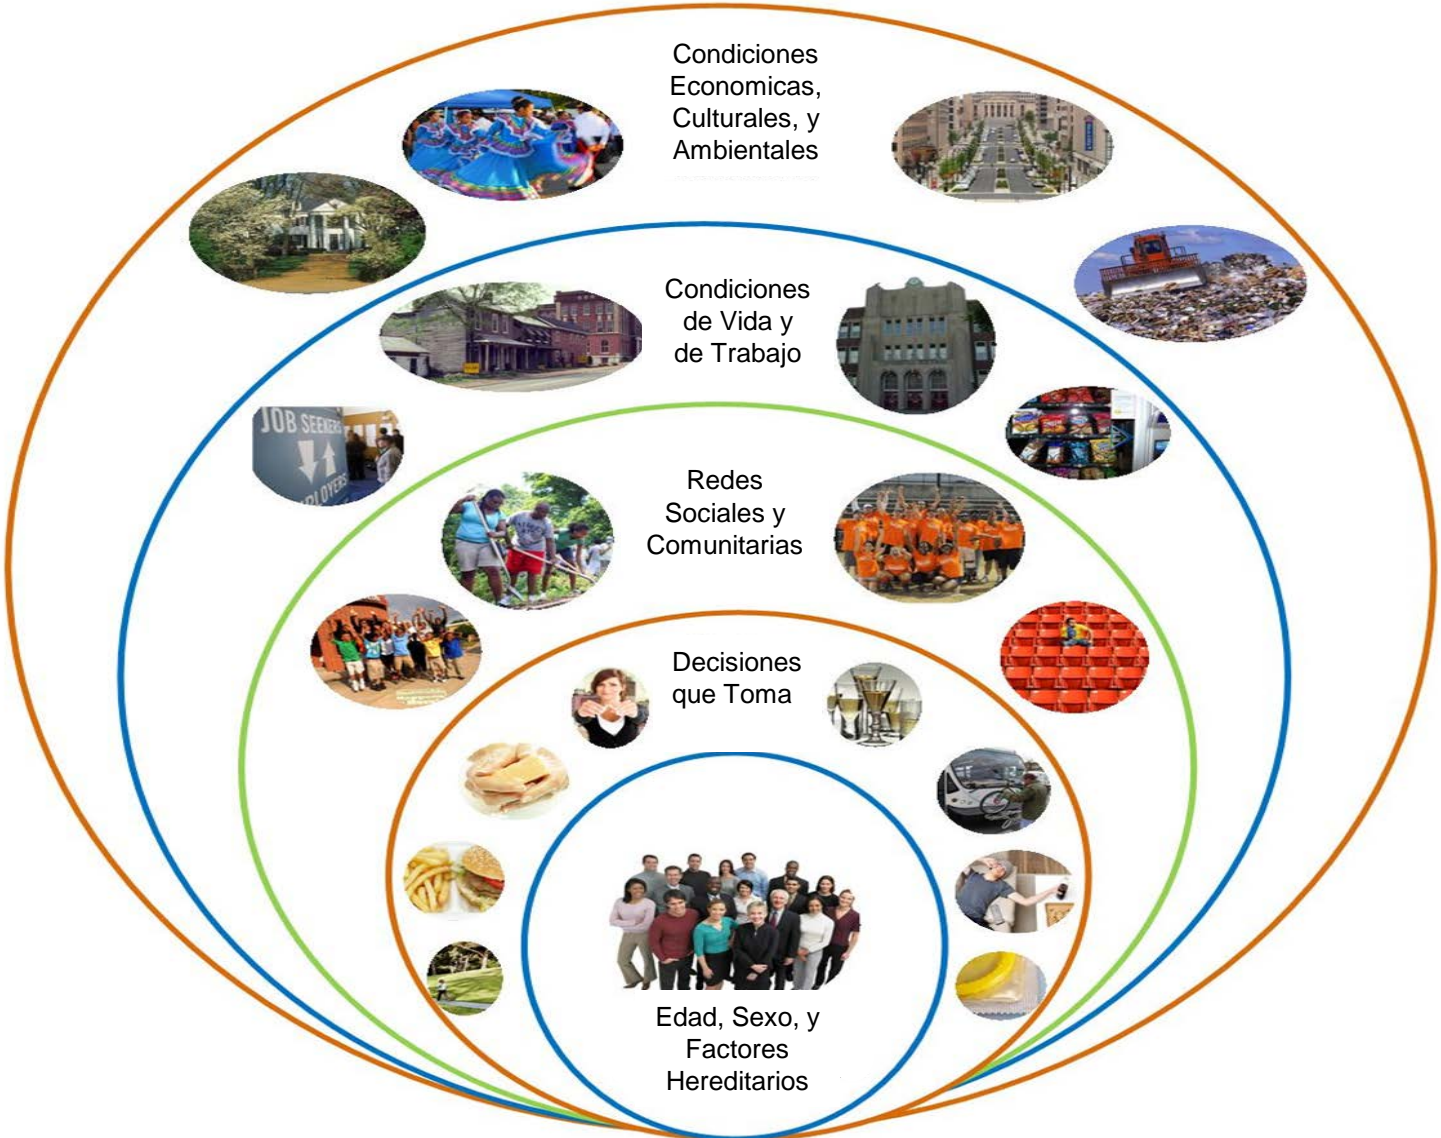 Condiciones
Economicas,
Culturales, y
Ambientales
Condiciones
de Vida y
de Trabajo
JOB SEEKERS
EMPLOYERS
Redes
Sociales y
Comunitarias
Decisiones
que Toma
Edad, Sexo, y
Factores
Hereditarios